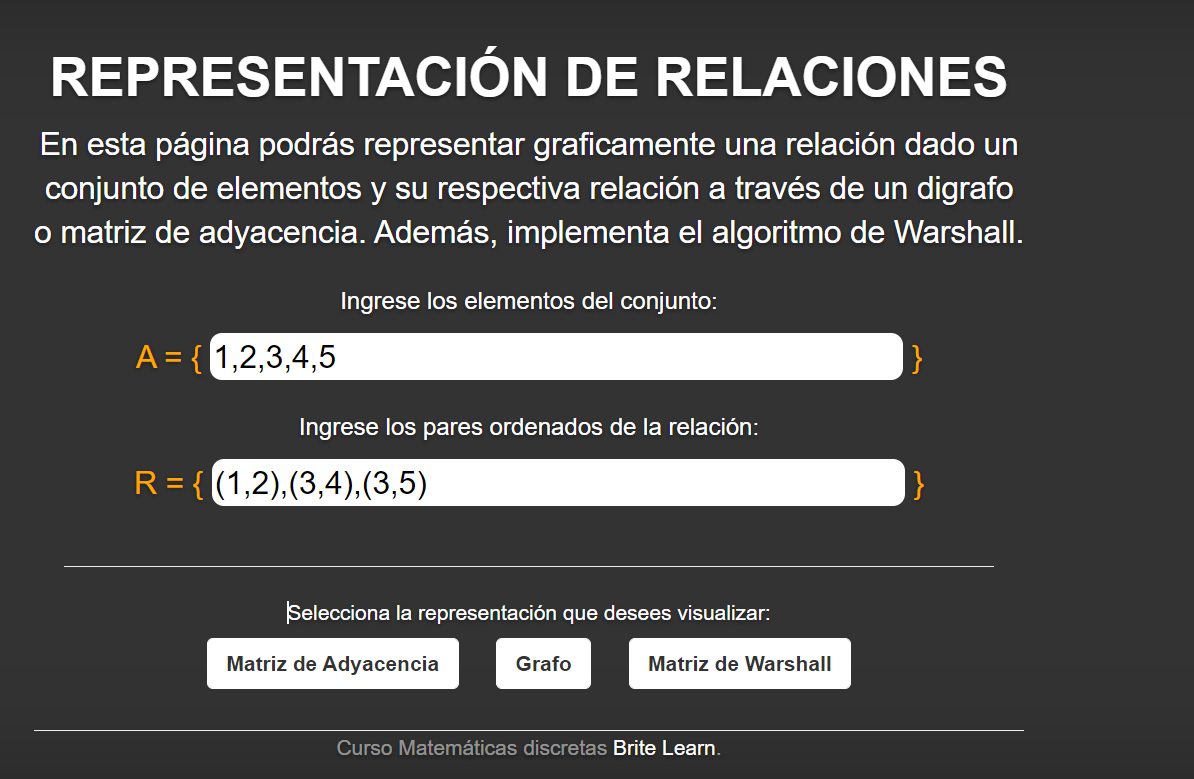 REPRESENTACIÓN DE RELACIONES
En esta página podrás representar graficamente una relación dado un
conjunto de elementos y su respectiva relación a través de un digrafo
o matriz de adyacencia. Además, implementa el algoritmo de Warshall.
Ingrese los elementos del conjunto:
A = { 1,2,3,4,5 }
Ingrese los pares ordenados de la relación:
R = { (1,2),(3,4),(3,5) }
Selecciona la representación que desees visualizar:
Matriz de Adyacencia Grafo Matriz de Warshall
Curso Matemáticas discretas Brite Learn.